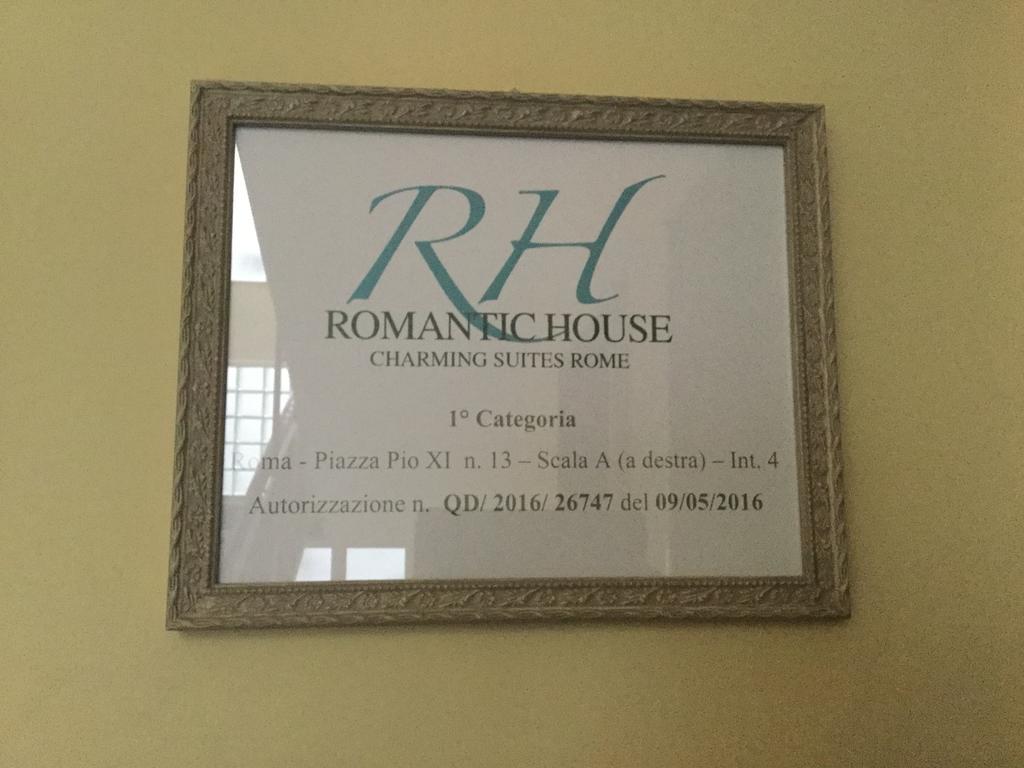 RH
ROMANTIC HOUSE
CHARMING SUITES ROME
1° Categoria
Roma - Piazza Pio XI n. 13 – Scala A (a destra) – Int. 4
Autorizzazione n. QD/ 2016/ 26747 del 09/05/2016